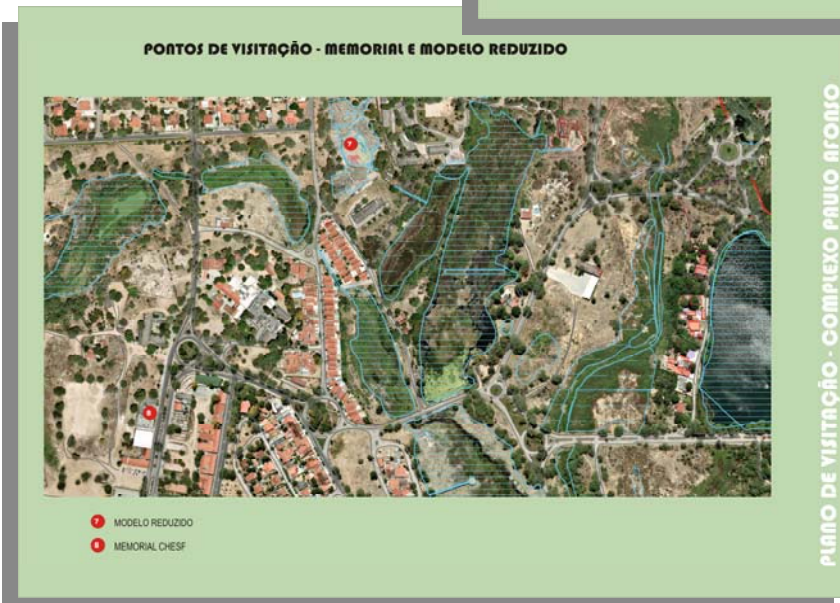 PONTOS DE VISITAÇÃO - MEMORIAL E MODELO REDUZIDO
7
8
7 MODELO REDUZIDO
8 MEMORIAL CHESF
PLANO DE VISITAÇÃO - COMPLEXO PAULO AFONSO